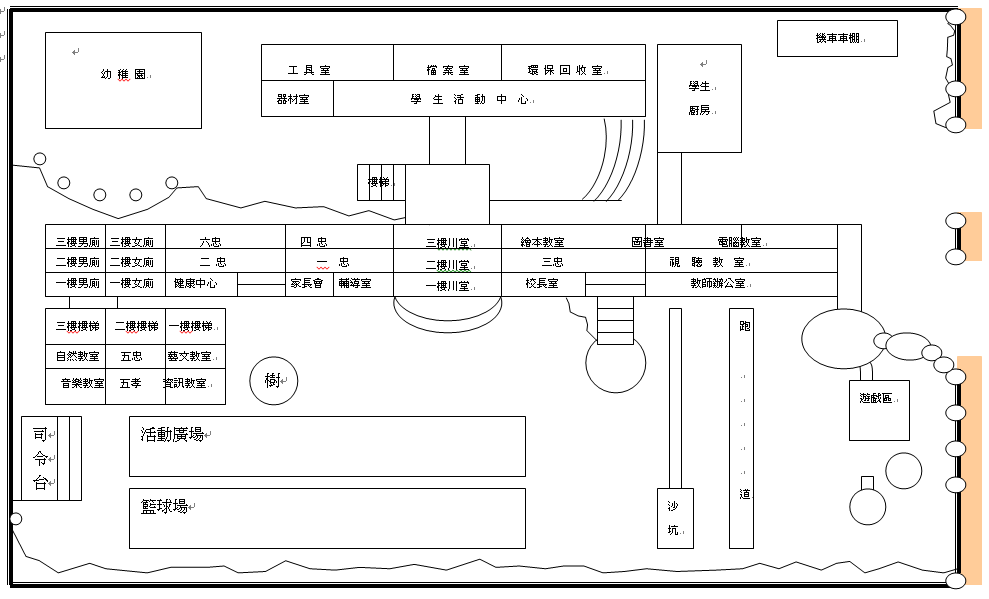 機車車棚
幼稚園
工具室 檔案室 環保回收室
器材室 學生活動中心
學生
廚房
樓梯
三樓男廁 三樓女廁 六忠 四忠 三樓川堂 繪本教室 圖書室 電腦教室
二樓男廁 二樓女廁 二忠 一忠 二樓川堂 三忠 視聽教室
一樓男廁 一樓女廁 健康中心 家長會 輔導室 一樓川堂 校長室 教師辦公室
三樓樓梯 二樓樓梯 一樓樓梯
自然教室 五忠 藝文教室
音樂教室 五孝 資訊教室
樹
跑
道
遊戲區
司
令
台
活動廣場
籃球場
沙
坑